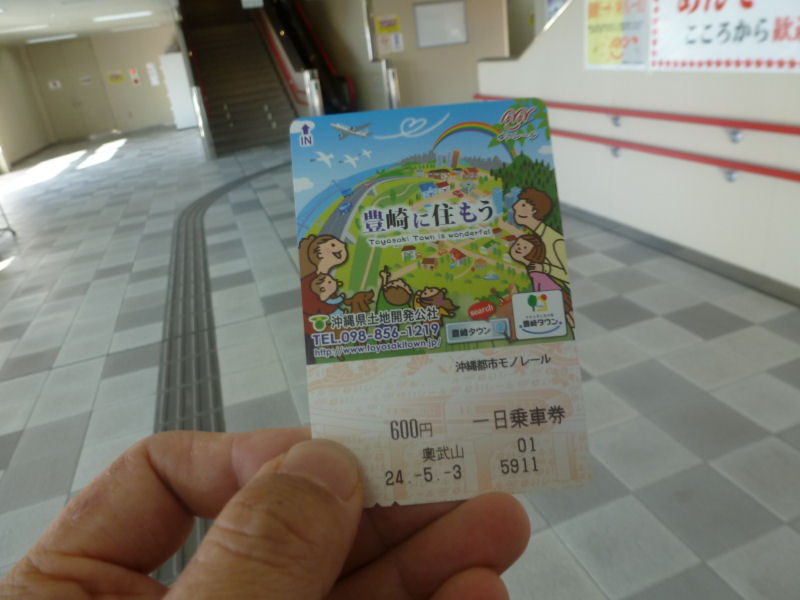 IN
豊崎に住もう
Toyosaki Town is wonderful
沖縄県土地開発公社
TEL.098-856-1219
http://www.toyosakitown.jp/
search
豊崎タウン
豊崎タウン
沖縄都市モノレール
600円 一日乗車券
奥武山 01
24.-5.-3 5911
こころから歓迎